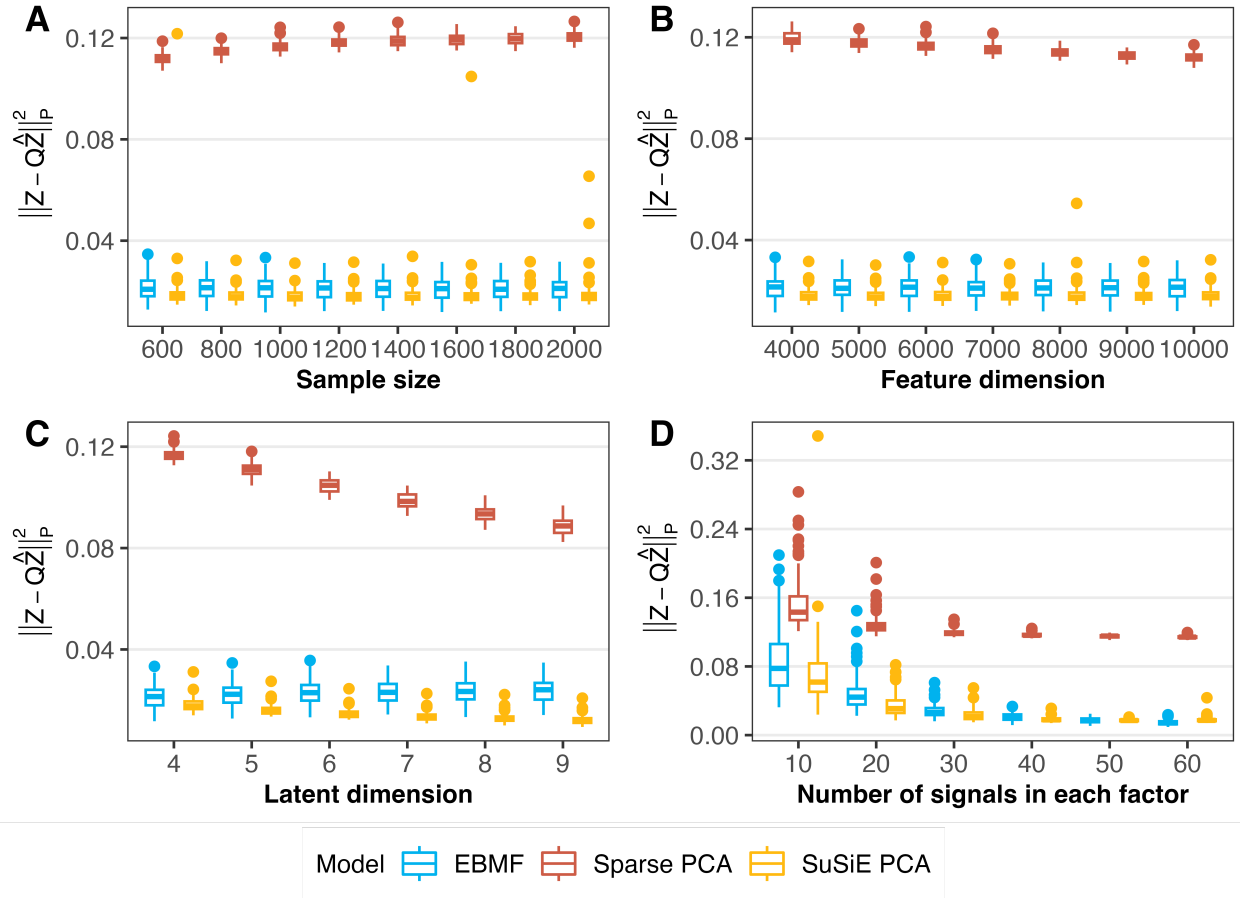 A
||Z − QẐ||²_P
0.12
0.08
0.04
600 800 1000 1200 1400 1600 1800 2000
Sample size
B
||Z − QẐ||²_P
0.12
0.08
0.04
4000 5000 6000 7000 8000 9000 10000
Feature dimension
C
||Z − QẐ||²_P
0.12
0.08
0.04
4 5 6 7 8 9
Latent dimension
D
||Z − QẐ||²_P
0.32
0.24
0.16
0.08
0.00
10 20 30 40 50 60
Number of signals in each factor
Model EBMF Sparse PCA SuSiE PCA